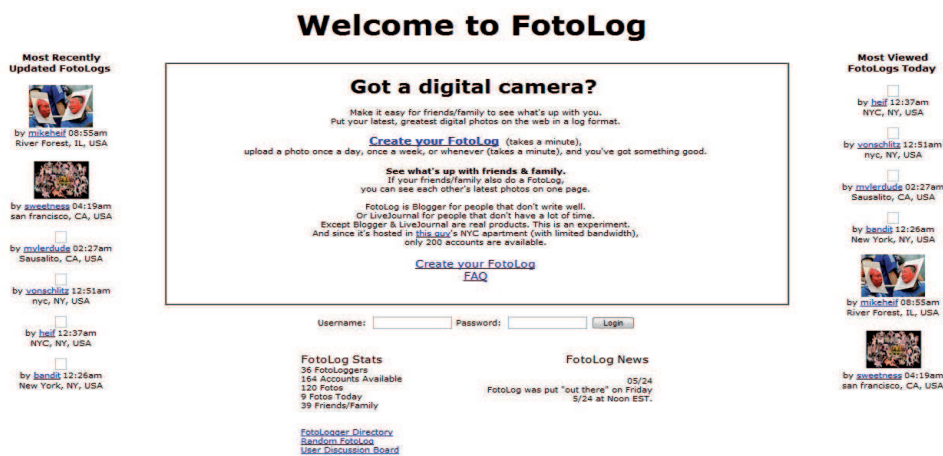 Welcome to FotoLog
Most Recently
Updated FotoLogs
by mikeheif 08:55am
River Forest, IL, USA
by sweetness 04:19am
san francisco, CA, USA
by mylerdude 02:27am
Sausalito, CA, USA
by vonschlitz 12:51am
nyc, NY, USA
by heif 12:37am
NYC, NY, USA
by bandit 12:26am
New York, NY, USA
Got a digital camera?
Make it easy for friends/family to see what's up with you.
Put your latest, greatest digital photos on the web in a log format.
Create your FotoLog (takes a minute),
upload a photo once a day, once a week, or whenever (takes a minute), and you've got something good.
See what's up with friends & family.
If your friends/family also do a FotoLog,
you can see each other's latest photos on one page.
FotoLog is Blogger for people that don't write well.
Or LiveJournal for people that don't have a lot of time.
Except Blogger & LiveJournal are real products. This is an experiment.
And since it's hosted in this guy's NYC apartment (with limited bandwidth),
only 200 accounts are available.
Create your FotoLog
FAQ
Username: Password: Login
FotoLog Stats
36 FotoLoggers
164 Accounts Available
120 Fotos
9 Fotos Today
39 Friends/Family
FotoLogger Directory
Random FotoLog
User Discussion Board
FotoLog News
05/24
FotoLog was put "out there" on Friday
5/24 at Noon EST.
Most Viewed
FotoLogs Today
by heif 12:37am
NYC, NY, USA
by vonschlitz 12:51am
nyc, NY, USA
by mylerdude 02:27am
Sausalito, CA, USA
by bandit 12:26am
New York, NY, USA
by mikeheif 08:55am
River Forest, IL, USA
by sweetness 04:19am
san francisco, CA, USA